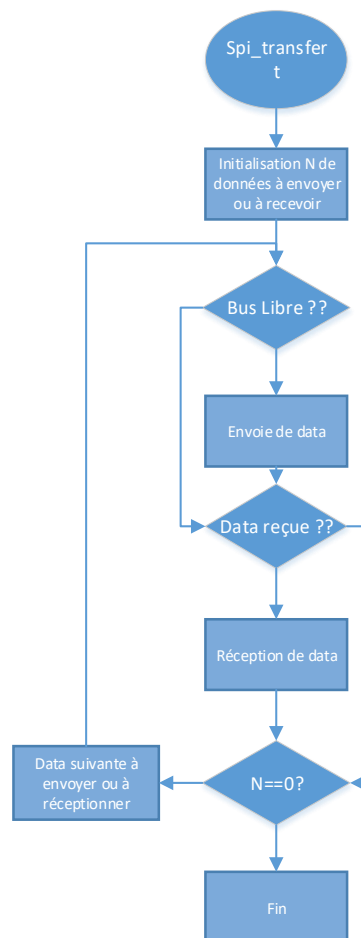 Spi_transfer
t
Initialisation N de
données à envoyer
ou à recevoir
Bus Libre ??
Envoie de data
Data reçue ??
Réception de data
Data suivante à
envoyer ou à
réceptionner
N==0?
Fin